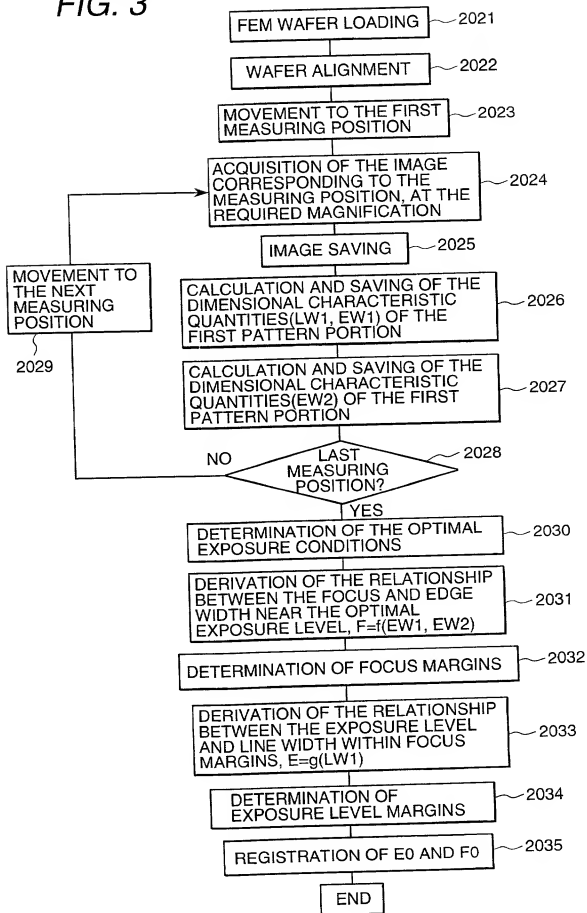 FIG. 3
FEM WAFER LOADING
2021
WAFER ALIGNMENT
2022
MOVEMENT TO THE FIRST
MEASURING POSITION
2023
ACQUISITION OF THE IMAGE
CORRESPONDING TO THE
MEASURING POSITION, AT THE
REQUIRED MAGNIFICATION
2024
IMAGE SAVING
2025
MOVEMENT TO
THE NEXT
MEASURING
POSITION
2029
CALCULATION AND SAVING OF THE
DIMENSIONAL CHARACTERISTIC
QUANTITIES(LW1, EW1) OF THE
FIRST PATTERN PORTION
2026
CALCULATION AND SAVING OF THE
DIMENSIONAL CHARACTERISTIC
QUANTITIES(EW2) OF THE FIRST
PATTERN PORTION
2027
NO
LAST
MEASURING
POSITION?
2028
YES
DETERMINATION OF THE OPTIMAL
EXPOSURE CONDITIONS
2030
DERIVATION OF THE RELATIONSHIP
BETWEEN THE FOCUS AND EDGE
WIDTH NEAR THE OPTIMAL
EXPOSURE LEVEL, F=f(EW1, EW2)
2031
DETERMINATION OF FOCUS MARGINS
2032
DERIVATION OF THE RELATIONSHIP
BETWEEN THE EXPOSURE LEVEL
AND LINE WIDTH WITHIN FOCUS
MARGINS, E=g(LW1)
2033
DETERMINATION OF
EXPOSURE LEVEL MARGINS
2034
REGISTRATION OF E0 AND F0
2035
END